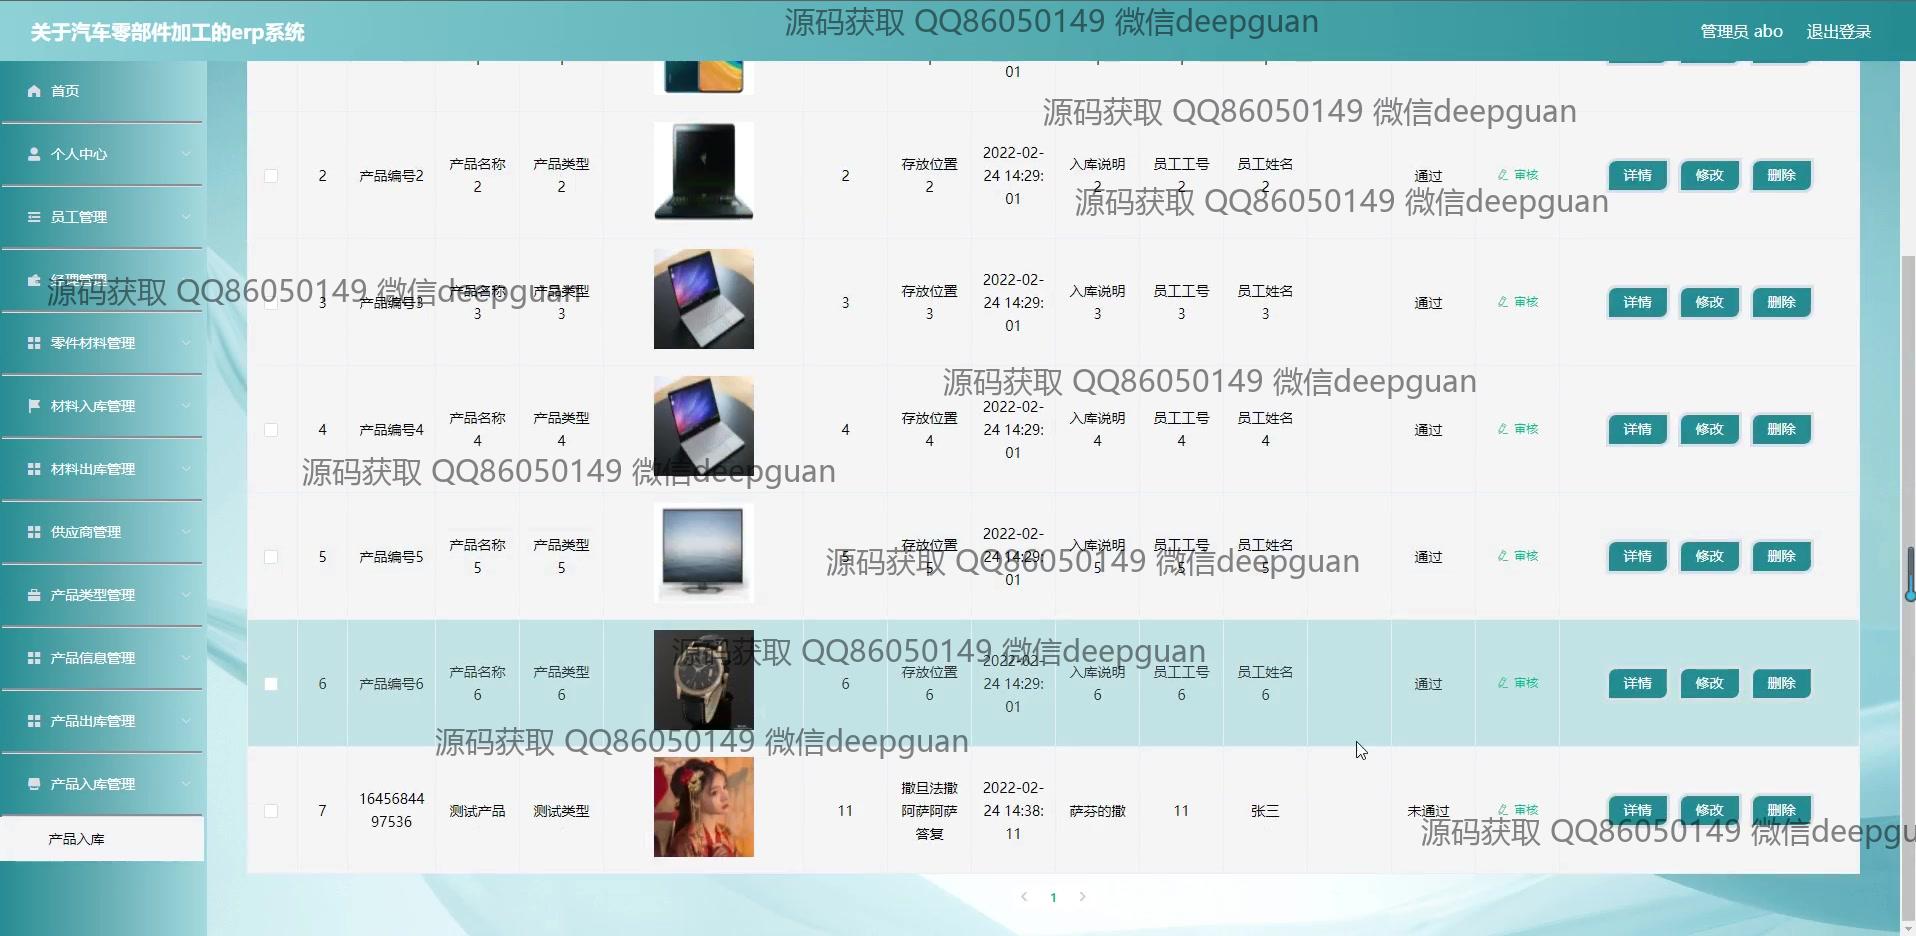 关于汽车零部件加工的erp系统
源码获取 QQ86050149 微信deepguan
管理员 abo
退出登录
首页
个人中心
员工管理
经理管理
零件材料管理
材料入库管理
材料出库管理
供应商管理
产品类型管理
产品信息管理
产品出库管理
产品入库管理
产品入库
01
源码获取 QQ86050149 微信deepguan
2 产品编号2 产品名称2 产品类型2 2 存放位置2 2022-02-24 14:29:01 入库说明2 员工工号2 员工姓名2 通过 审核 详情 修改 删除
源码获取 QQ86050149 微信deepguan
源码获取 QQ86050149 微信deepguan
3 产品编号3 产品名称3 产品类型3 3 存放位置3 2022-02-24 14:29:01 入库说明3 员工工号3 员工姓名3 通过 审核 详情 修改 删除
源码获取 QQ86050149 微信deepguan
4 产品编号4 产品名称4 产品类型4 4 存放位置4 2022-02-24 14:29:01 入库说明4 员工工号4 员工姓名4 通过 审核 详情 修改 删除
源码获取 QQ86050149 微信deepguan
5 产品编号5 产品名称5 产品类型5 5 存放位置5 2022-02-24 14:29:01 入库说明5 员工工号5 员工姓名5 通过 审核 详情 修改 删除
源码获取 QQ86050149 微信deepguan
源码获取 QQ86050149 微信deepguan
6 产品编号6 产品名称6 产品类型6 6 存放位置6 2022-02-24 14:29:01 入库说明6 员工工号6 员工姓名6 通过 审核 详情 修改 删除
源码获取 QQ86050149 微信deepguan
7 1645684497536 测试产品 测试类型 11 撒旦法撒阿萨阿萨答复 2022-02-24 14:38:11 萨芬的撒 11 张三 未通过 审核 详情 修改 删除
源码获取 QQ86050149 微信deepgu
1